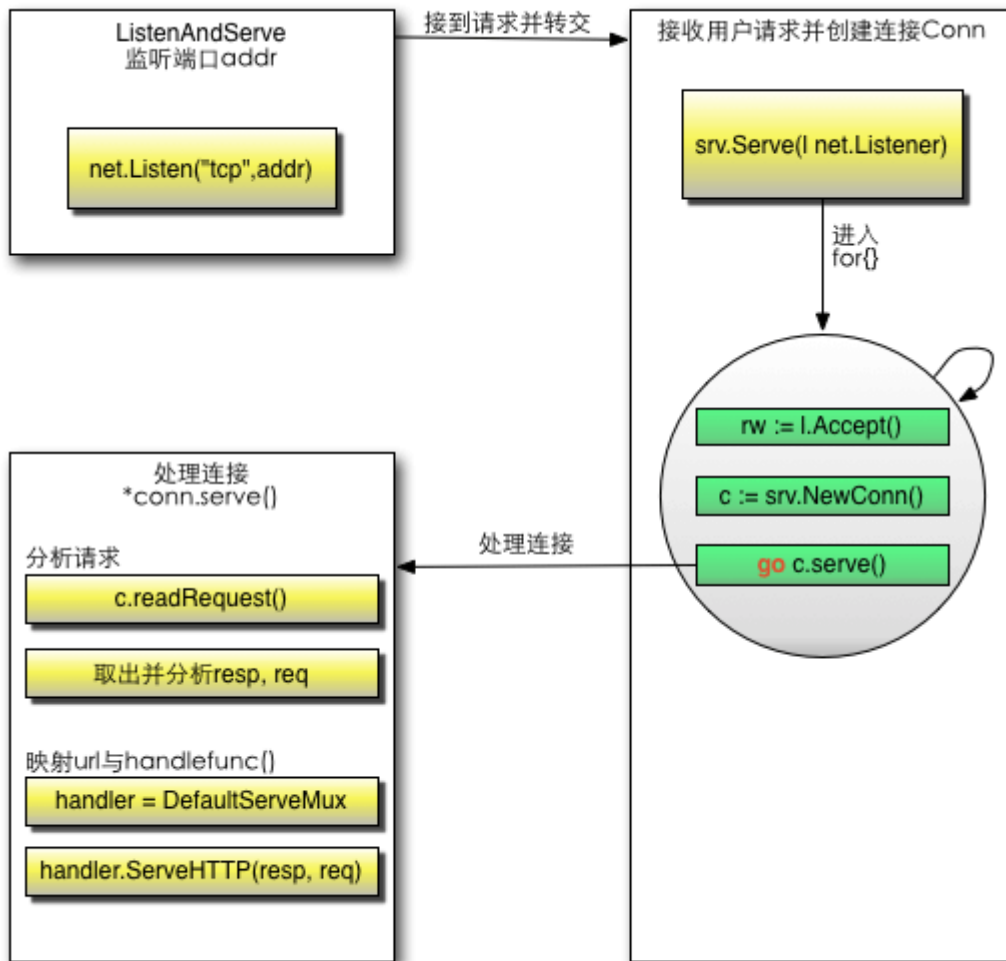 ListenAndServe
监听端口addr
net.Listen("tcp",addr)
接到请求并转交
接收用户请求并创建连接Conn
srv.Serve(l net.Listener)
进入
for{}
rw := l.Accept()
c := srv.NewConn()
go c.serve()
处理连接
处理连接
*conn.serve()
分析请求
c.readRequest()
取出并分析resp, req
映射url与handlefunc()
handler = DefaultServeMux
handler.ServeHTTP(resp, req)